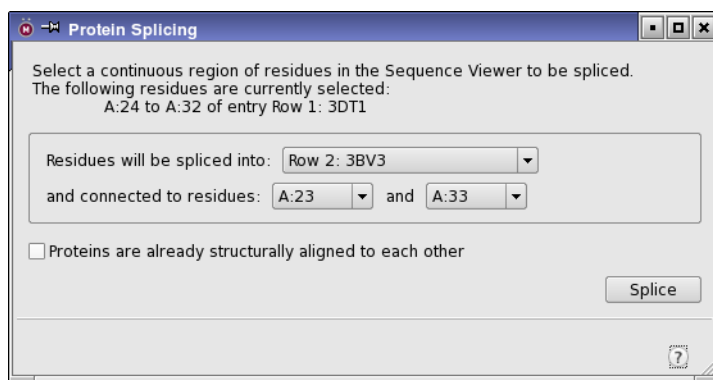 Protein Splicing
Select a continuous region of residues in the Sequence Viewer to be spliced.
The following residues are currently selected:
A:24 to A:32 of entry Row 1: 3DT1
Residues will be spliced into: Row 2: 3BV3
and connected to residues: A:23 and A:33
Proteins are already structurally aligned to each other
Splice
?